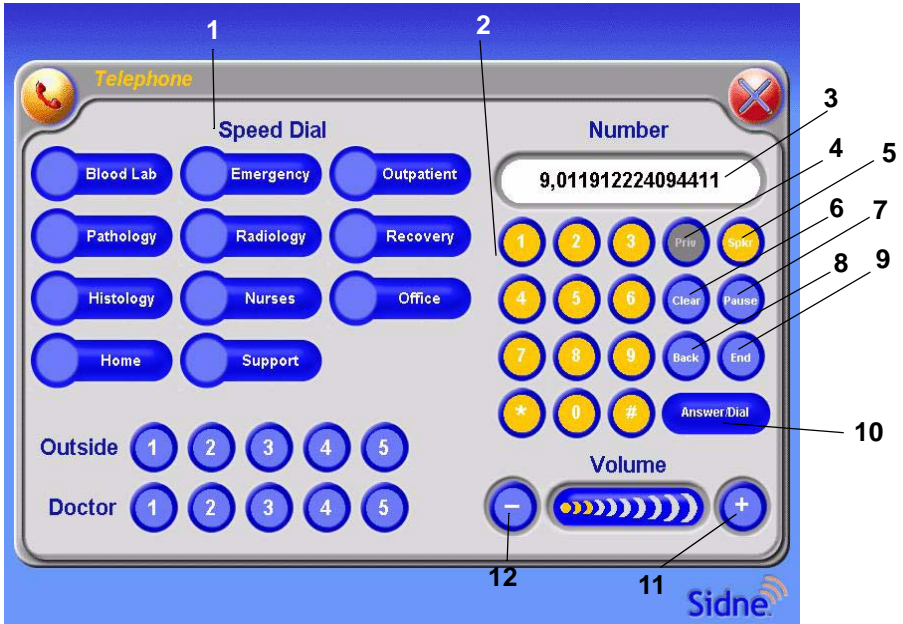 1
2
Telephone
3
Speed Dial
Number
4
5
Blood Lab
Emergency
Outpatient
9,011912224094411
6
7
Pathology
Radiology
Recovery
1 2 3 Priv Spkr
8
9
Histology
Nurses
Office
4 5 6 Clear Pause
Home
Support
7 8 9 Back End
* 0 # Answer/Dial
10
Outside 1 2 3 4 5
Volume
Doctor 1 2 3 4 5
− +
12
11
Sidne